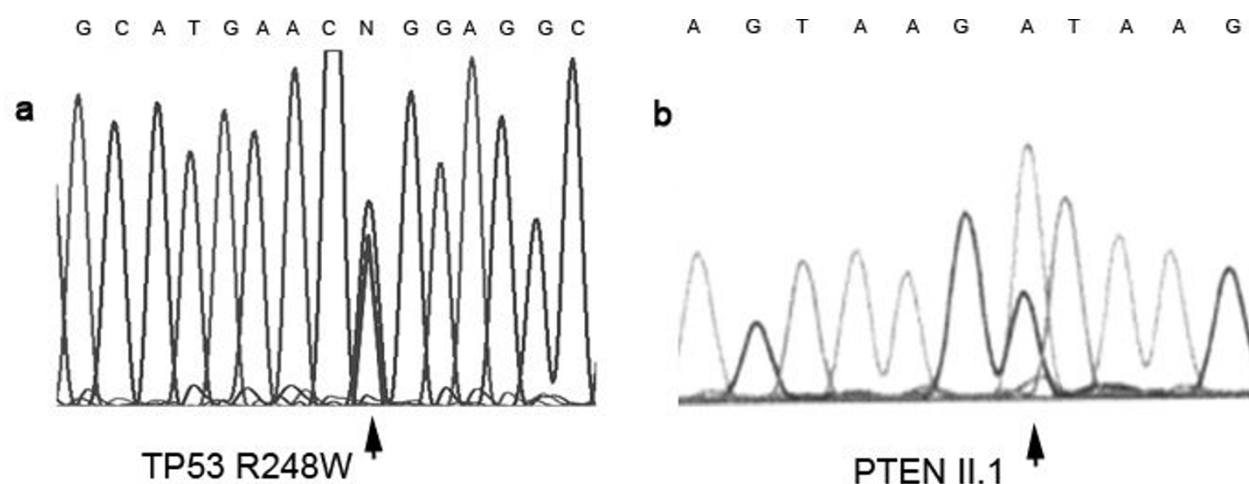 G C A T G A A C N G G A G G C
a
TP53 R248W
A G T A A G A T A A G
b
PTEN II.1